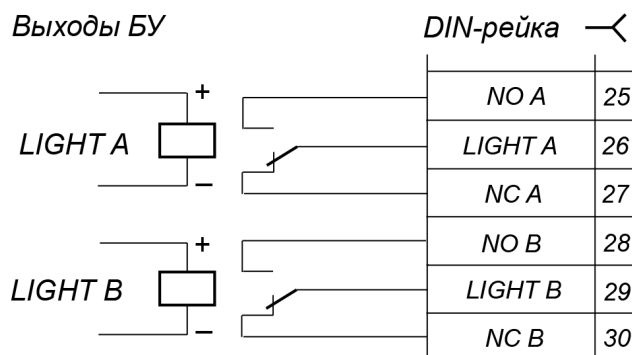 Выходы БУ
DIN-рейка
+
NO A
25
LIGHT A
LIGHT A
26
−
NC A
27
+
NO B
28
LIGHT B
LIGHT B
29
−
NC B
30